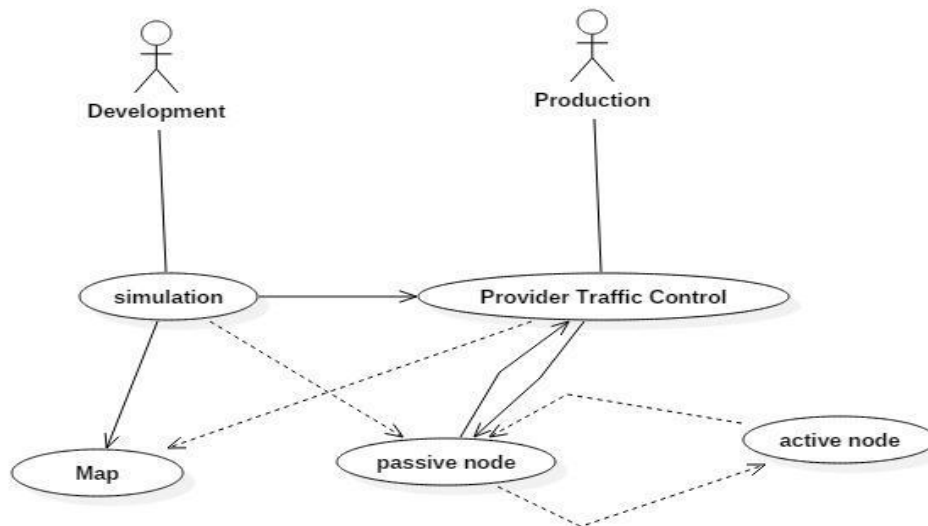 Development
Production
simulation
Provider Traffic Control
Map
passive node
active node